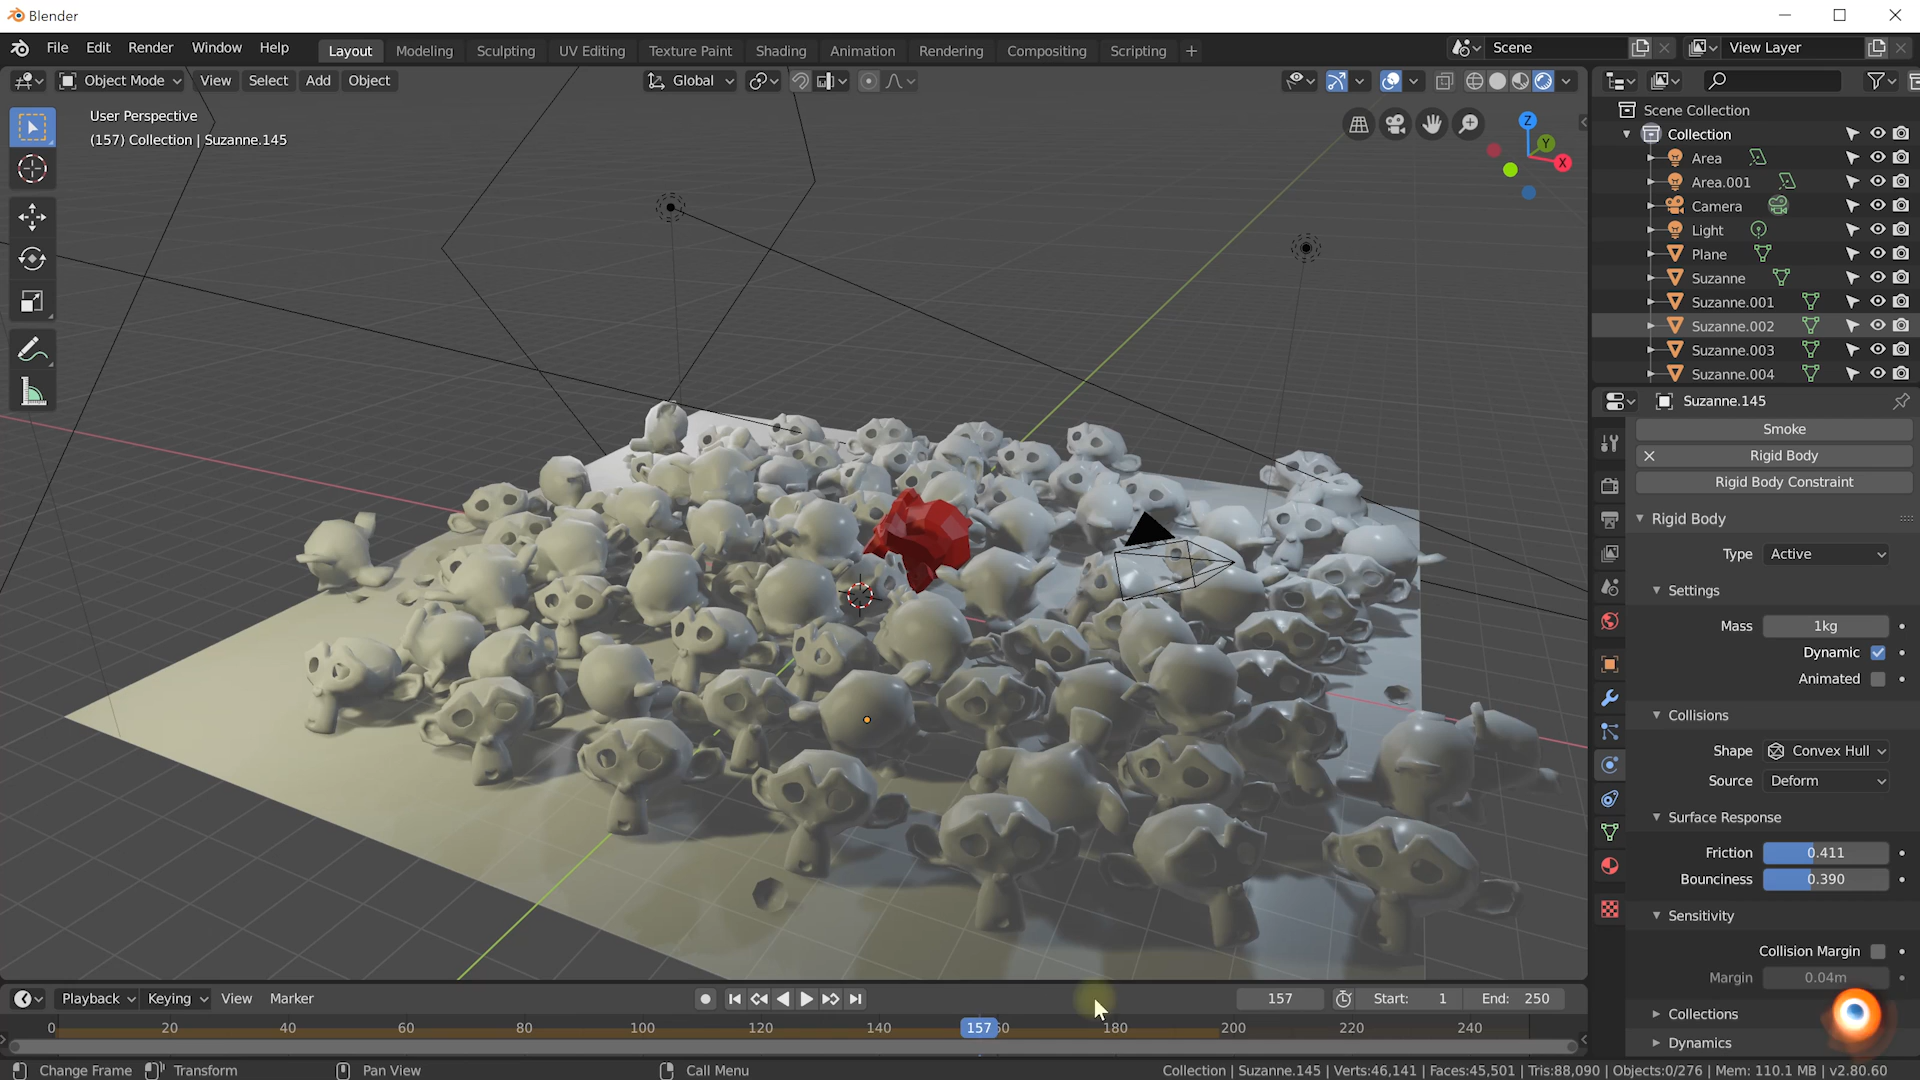 Blender
File Edit Render Window Help
Layout Modeling Sculpting UV Editing Texture Paint Shading Animation Rendering Compositing Scripting +
Scene
View Layer
Object Mode View Select Add Object
Global
User Perspective
(157) Collection | Suzanne.145
Z
Y
X
Scene Collection
Collection
Area
Area.001
Camera
Light
Plane
Suzanne
Suzanne.001
Suzanne.002
Suzanne.003
Suzanne.004
Suzanne.145
Smoke
Rigid Body
Rigid Body Constraint
Rigid Body
Type Active
Settings
Mass 1kg
Dynamic
Animated
Collisions
Shape Convex Hull
Source Deform
Surface Response
Friction 0.411
Bounciness 0.390
Sensitivity
Collision Margin
Margin 0.04m
Collections
Dynamics
Playback Keying View Marker
157
Start: 1
End: 250
0 20 40 60 80 100 120 140 157 60 180 200 220 240
Change Frame Transform Pan View Call Menu
Collection | Suzanne.145 | Verts:46,141 | Faces:45,501 | Tris:88,090 | Objects:0/276 | Mem: 110.1 MB | v2.80.60